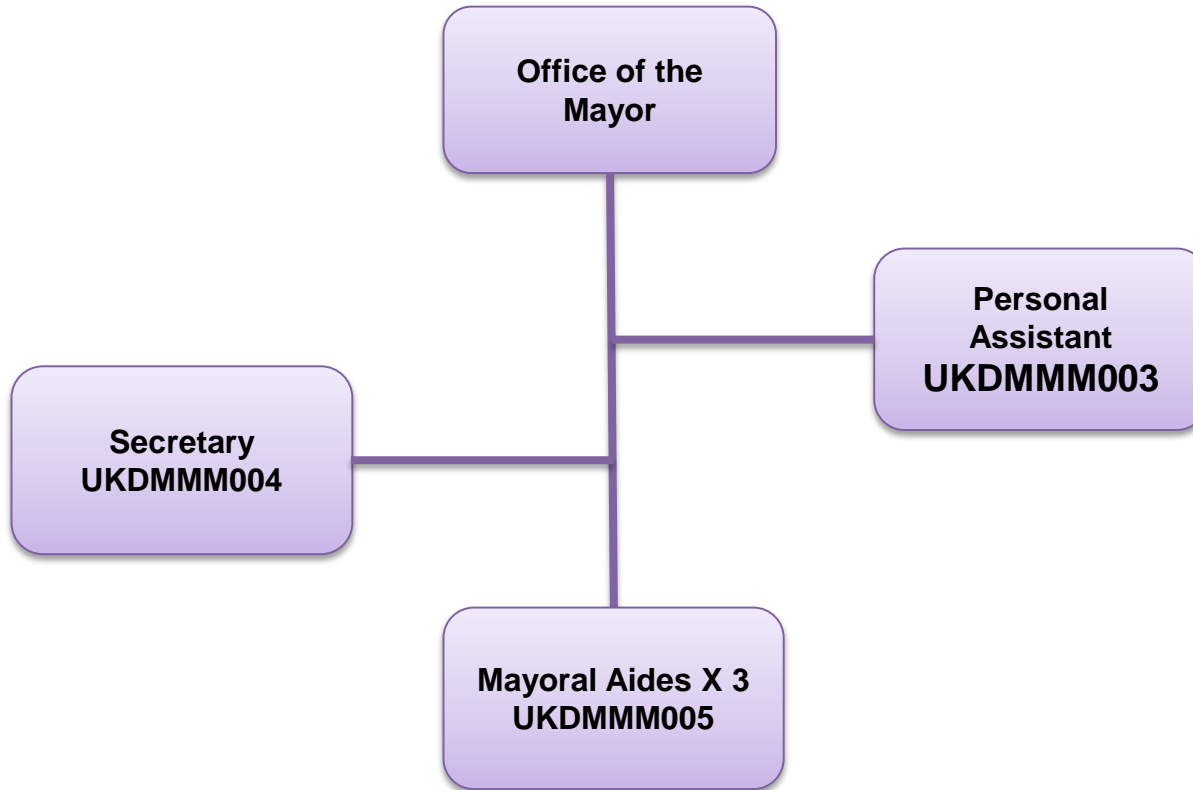 Office of the
Mayor
Personal
Assistant
UKDMMM003
Secretary
UKDMMM004
Mayoral Aides X 3
UKDMMM005